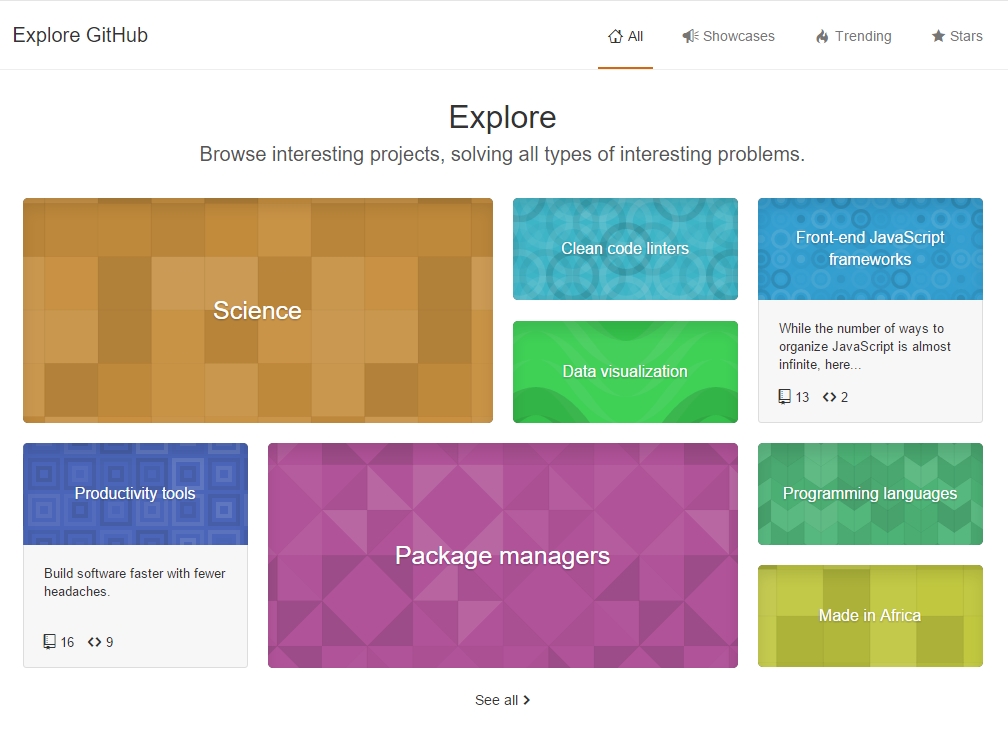 Explore GitHub
All
Showcases
Trending
Stars
Explore
Browse interesting projects, solving all types of interesting problems.
Science
Clean code linters
Data visualization
Front-end JavaScript
frameworks
While the number of ways to
organize JavaScript is almost
infinite, here...
13 2
Productivity tools
Build software faster with fewer
headaches.
16 9
Package managers
Programming languages
Made in Africa
See all